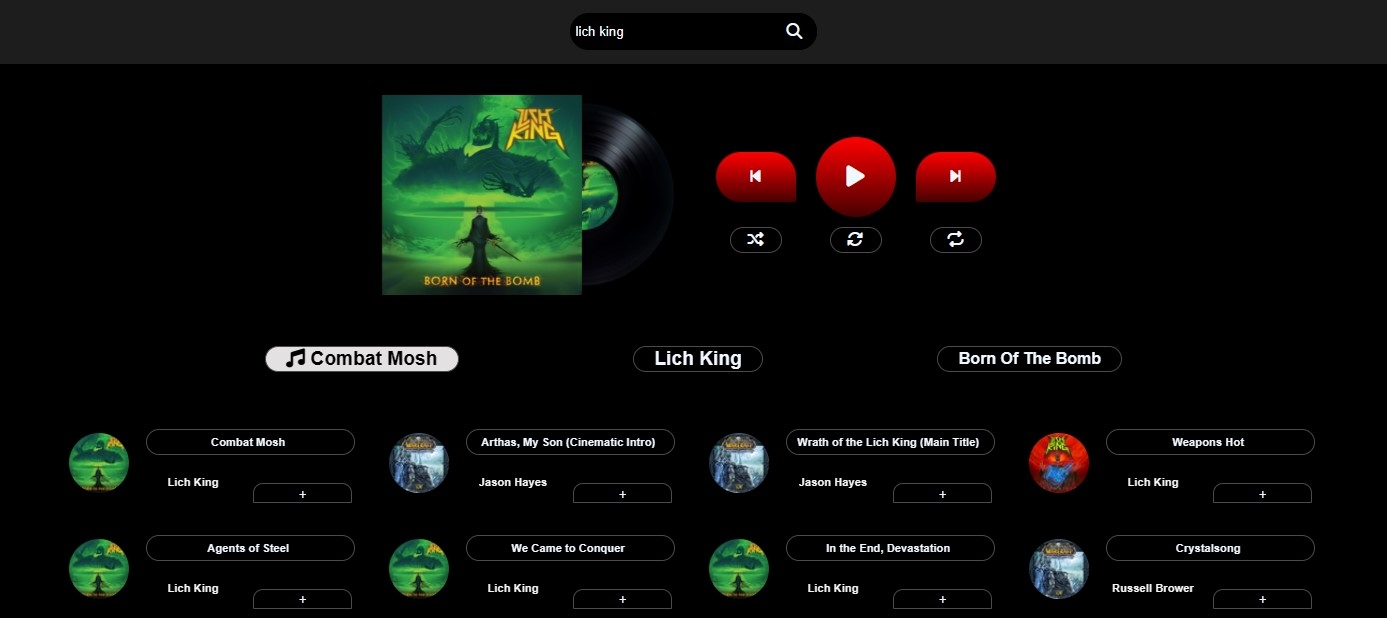 lich king
LICH
KING
BORN OF THE BOMB
Combat Mosh
Lich King
Born Of The Bomb
Combat Mosh
Arthas, My Son (Cinematic Intro)
Wrath of the Lich King (Main Title)
Weapons Hot
Lich King
Jason Hayes
Jason Hayes
Lich King
+
+
+
+
Agents of Steel
We Came to Conquer
In the End, Devastation
Crystalsong
Lich King
Lich King
Lich King
Russell Brower
+
+
+
+